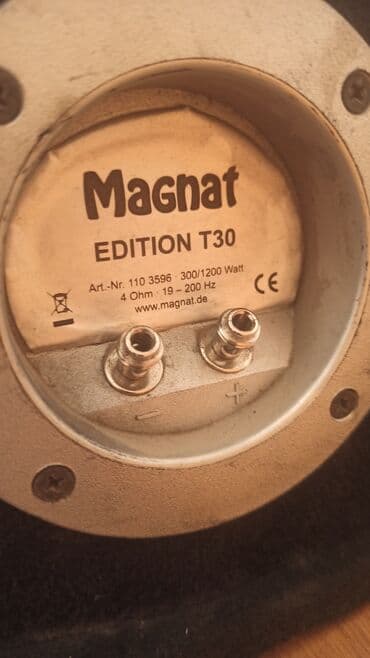 Magnat
EDITION T30
Art.-Nr. 110 3596 · 300/1200 Watt
4 Ohm · 19 – 200 Hz
www.magnat.de
CE
− +